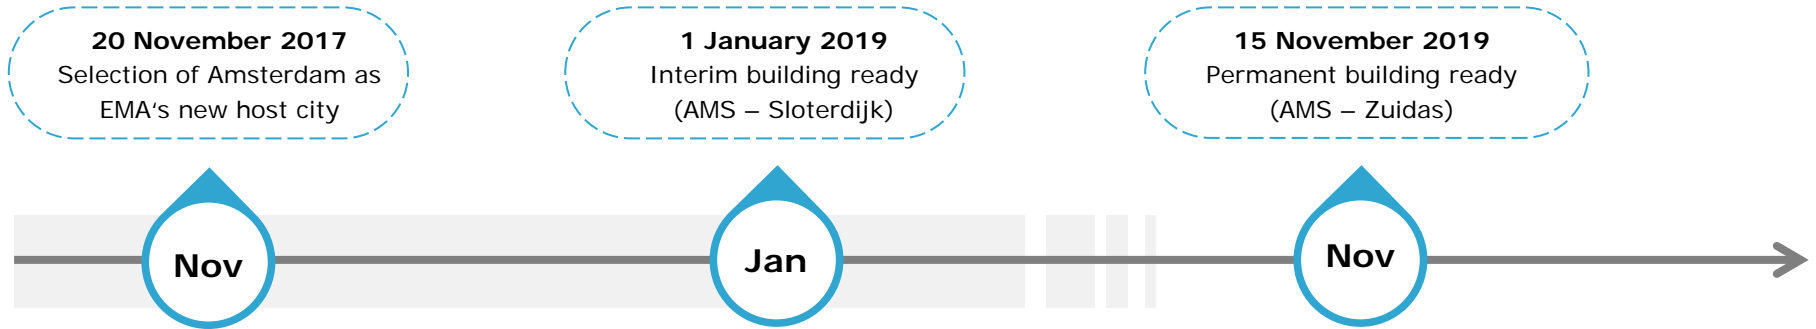 20 November 2017
Selection of Amsterdam as
EMA‘s new host city
1 January 2019
Interim building ready
(AMS – Sloterdijk)
15 November 2019
Permanent building ready
(AMS – Zuidas)
Nov
Jan
Nov